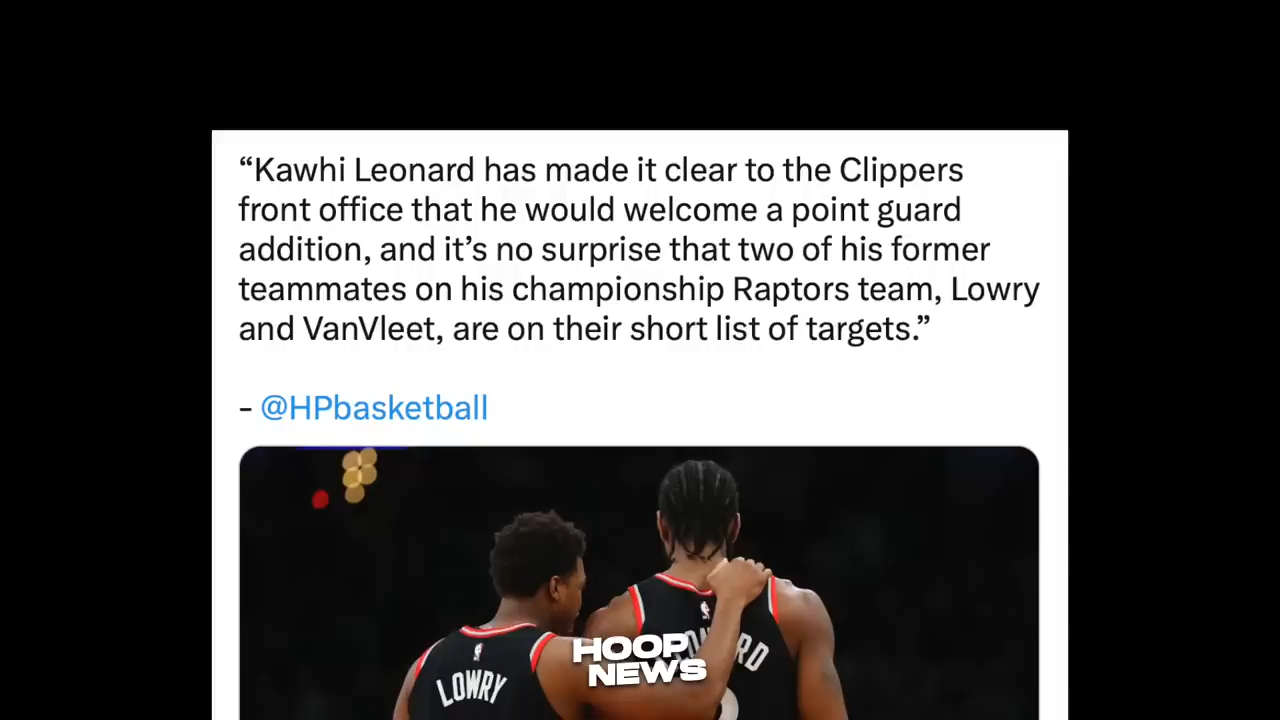 “Kawhi Leonard has made it clear to the Clippers
front office that he would welcome a point guard
addition, and it’s no surprise that two of his former
teammates on his championship Raptors team, Lowry
and VanVleet, are on their short list of targets.”
– @HPbasketball
HOOP
NEWS
LOWRY